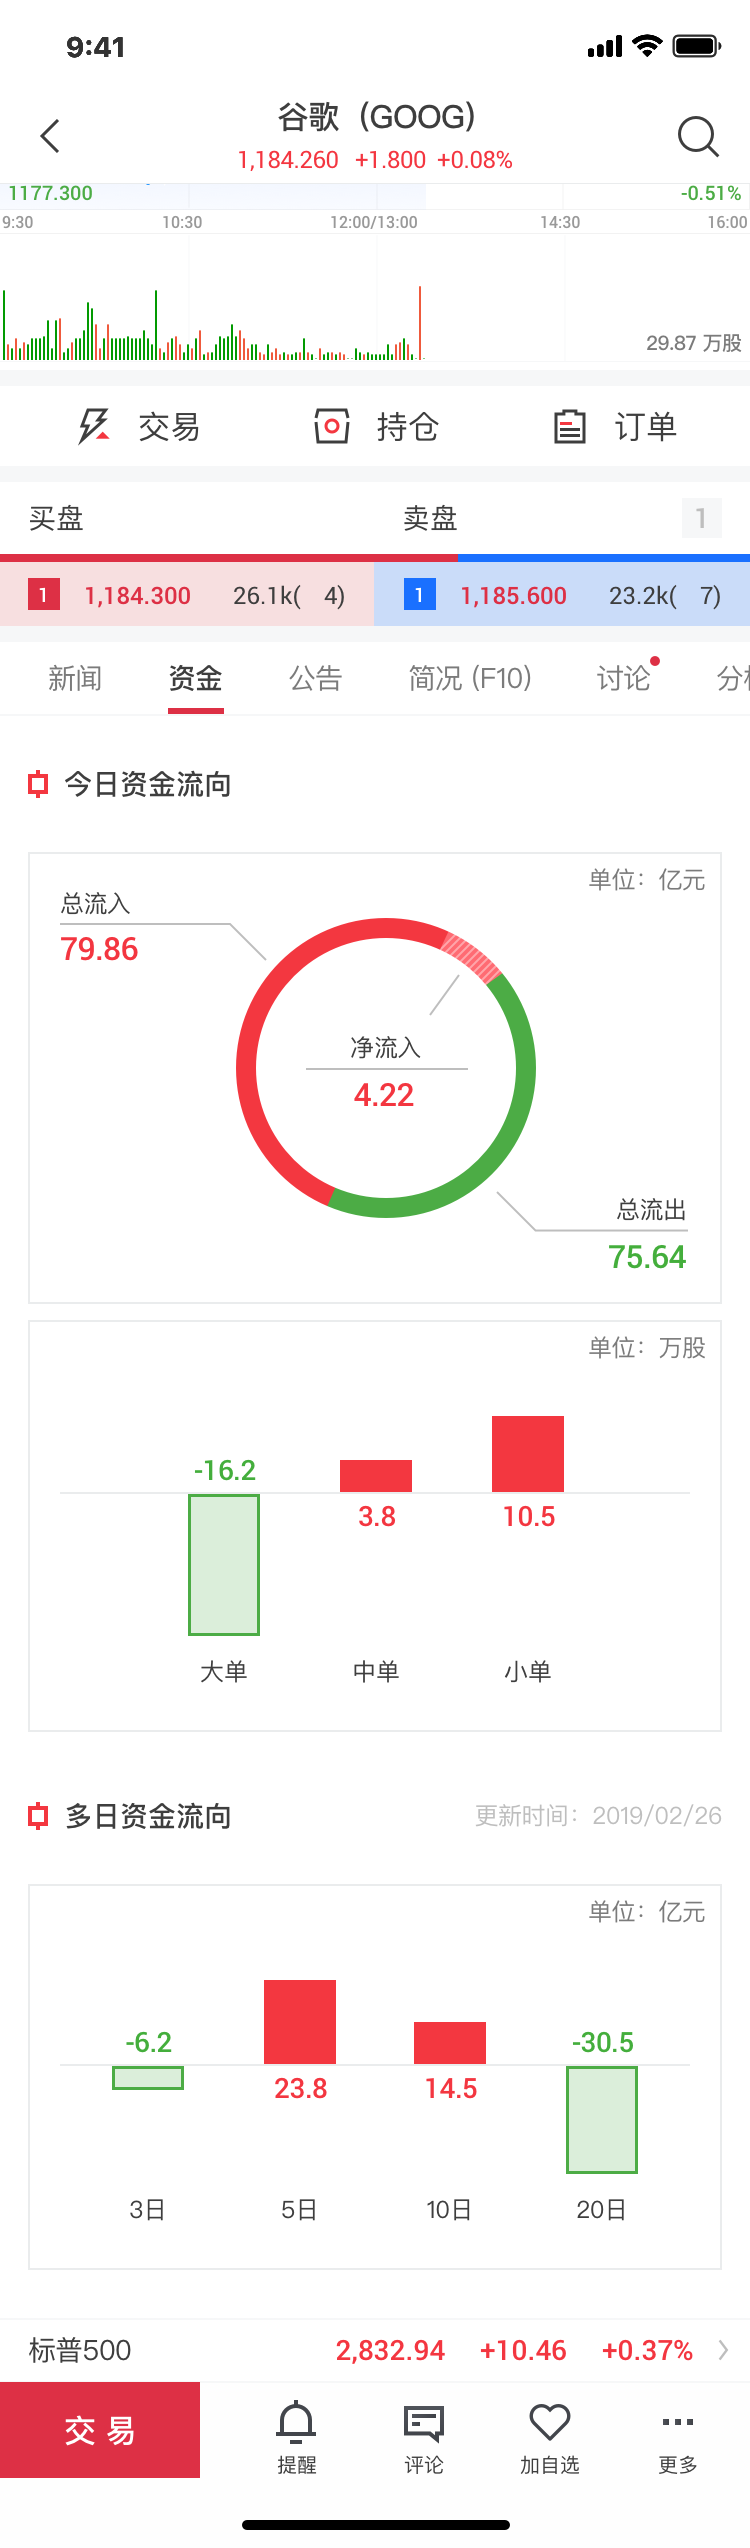 9:41
谷歌（GOOG）
1,184.260 +1.800 +0.08%
1177.300 -0.51%
9:30 10:30 12:00/13:00 14:30 16:00
29.87 万股
交易 持仓 订单
买盘 卖盘 1
1 1,184.300 26.1k( 4) 1 1,185.600 23.2k( 7)
新闻 资金 公告 简况 (F10) 讨论 分
今日资金流向
单位：亿元
总流入
79.86
净流入
4.22
总流出
75.64
单位：万股
-16.2
3.8 10.5
大单 中单 小单
多日资金流向 更新时间：2019/02/26
单位：亿元
-6.2 -30.5
23.8 14.5
3日 5日 10日 20日
标普500 2,832.94 +10.46 +0.37%
交易
提醒 评论 加自选 更多